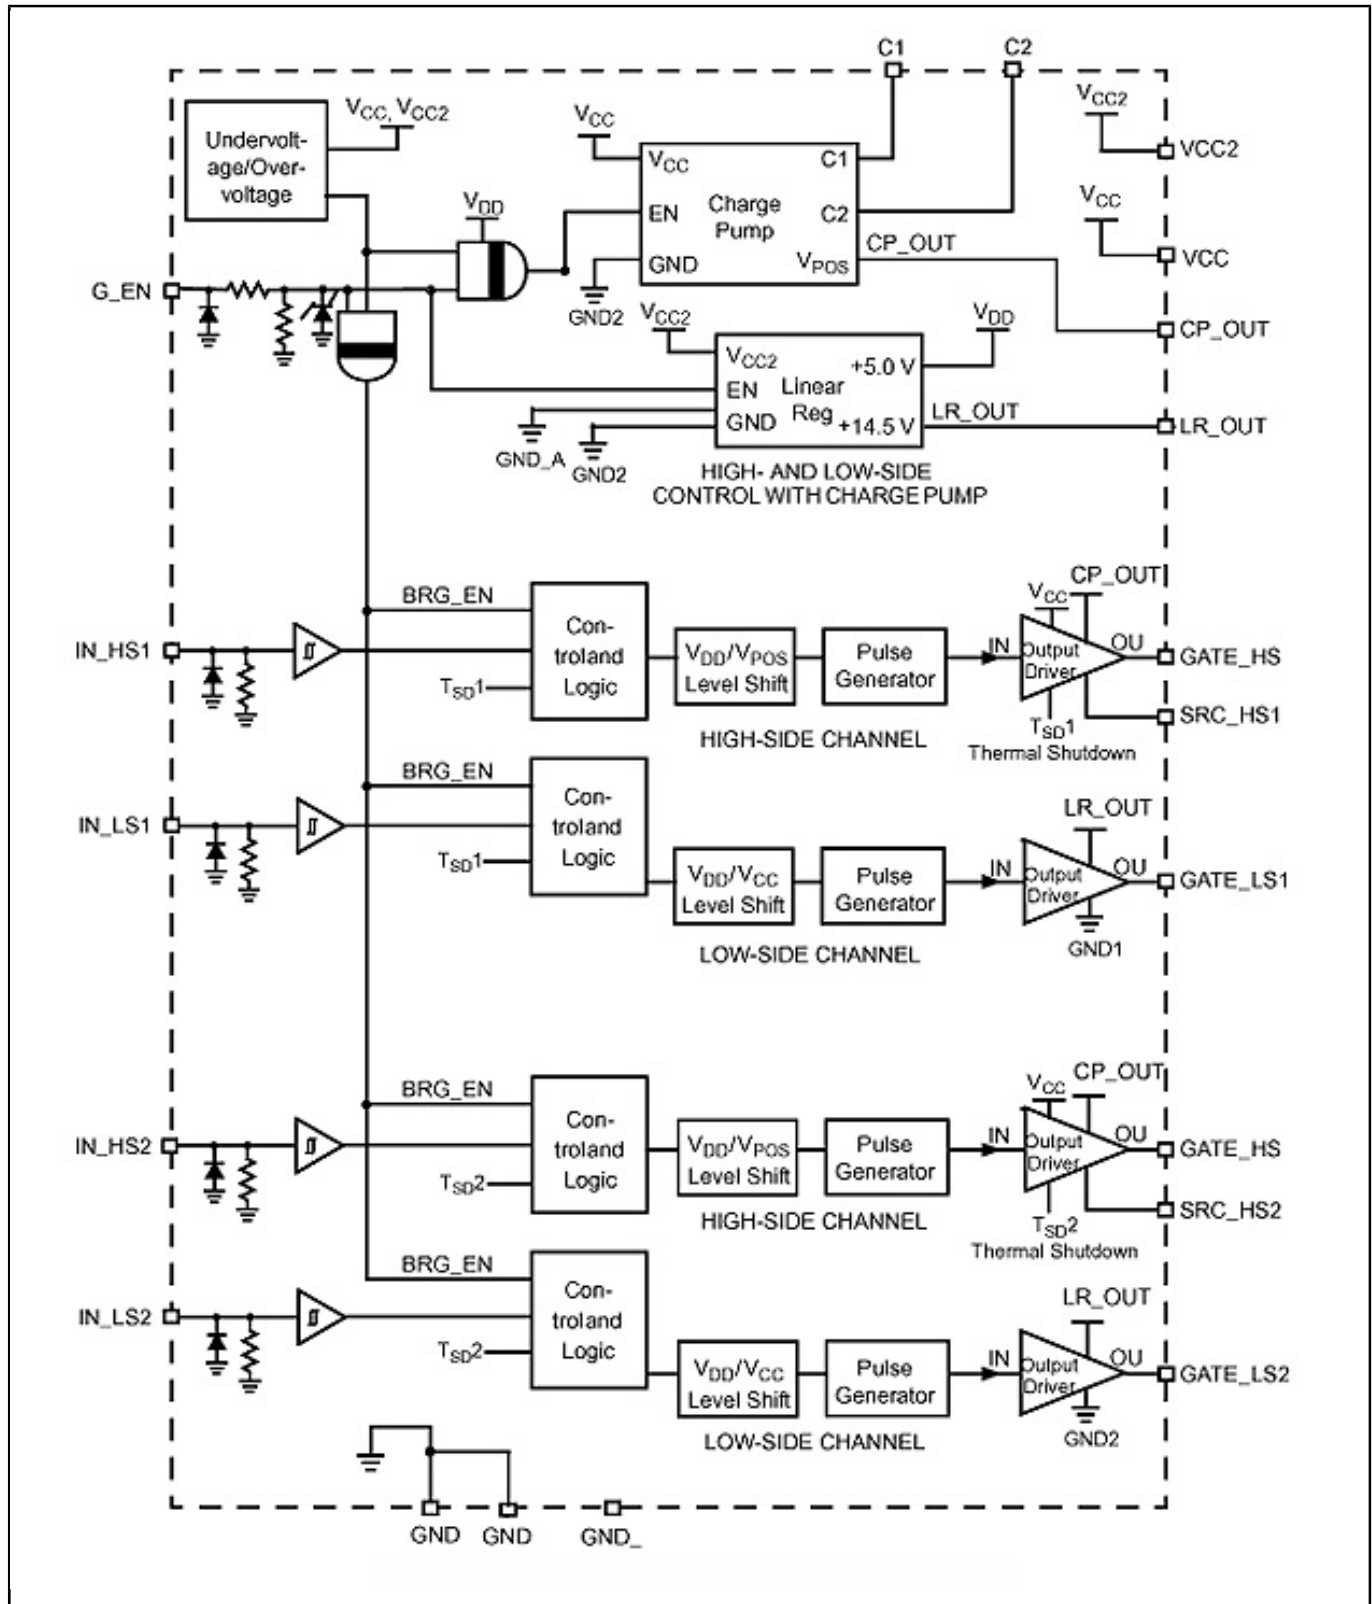 C1
C2
Undervolt-
age/Over-
voltage
VCC, VCC2
VCC
VCC
EN
GND
Charge
Pump
C1
C2
VPOS
CP_OUT
GND2
VCC2
VCC2
VCC
VCC
VDD
G_EN
CP_OUT
VCC2
VCC2
EN
GND
Linear
Reg
+5.0 V
+14.5 V
VDD
LR_OUT
LR_OUT
GND_A
GND2
HIGH- AND LOW-SIDE
CONTROL WITH CHARGE PUMP
IN_HS1
BRG_EN
TSD1
Con-
troland
Logic
VDD/VPOS
Level Shift
Pulse
Generator
IN
VCC
CP_OUT
Output
Driver
OU
GATE_HS
SRC_HS1
TSD1
Thermal Shutdown
HIGH-SIDE CHANNEL
IN_LS1
BRG_EN
TSD1
Con-
troland
Logic
VDD/VCC
Level Shift
Pulse
Generator
IN
LR_OUT
Output
Driver
OU
GATE_LS1
GND1
LOW-SIDE CHANNEL
IN_HS2
BRG_EN
TSD2
Con-
troland
Logic
VDD/VPOS
Level Shift
Pulse
Generator
IN
VCC
CP_OUT
Output
Driver
OU
GATE_HS
SRC_HS2
TSD2
Thermal Shutdown
HIGH-SIDE CHANNEL
IN_LS2
BRG_EN
TSD2
Con-
troland
Logic
VDD/VCC
Level Shift
Pulse
Generator
IN
LR_OUT
Output
Driver
OU
GATE_LS2
GND2
LOW-SIDE CHANNEL
GND
GND
GND_